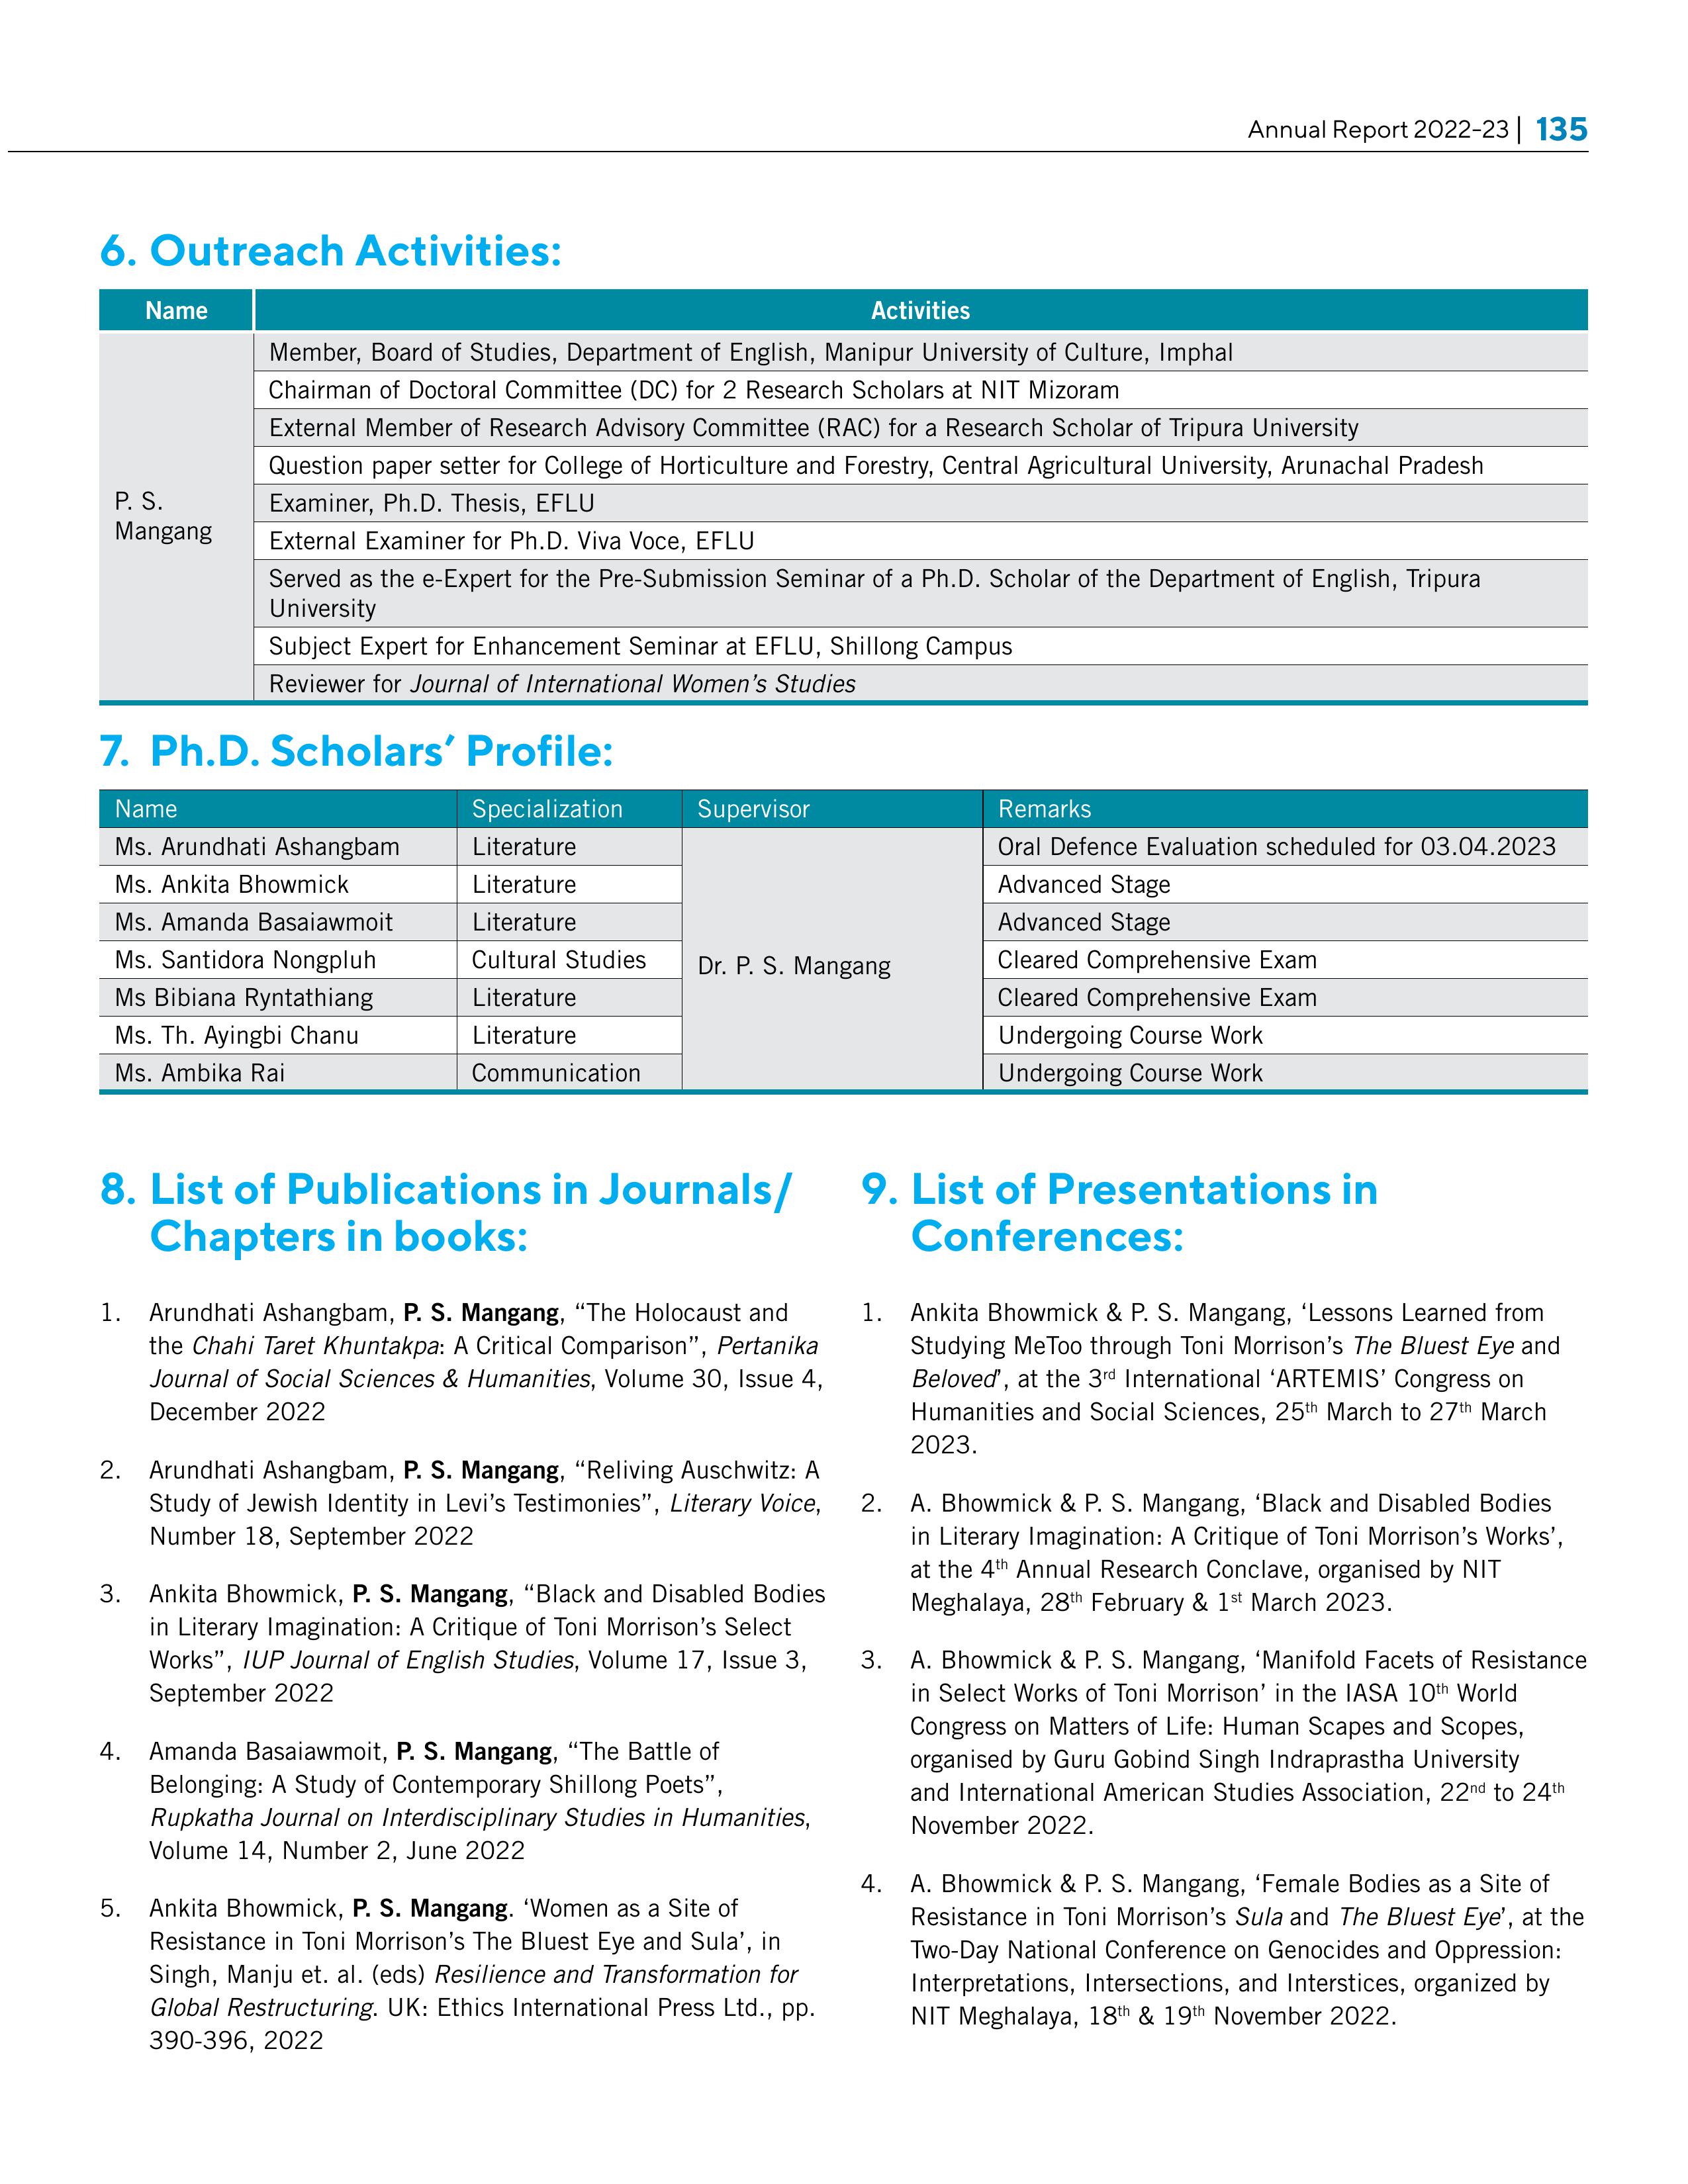 Annual Report 2022-23 | 135
6. Outreach Activities:
Name Activities
P. S.
Mangang
Member, Board of Studies, Department of English, Manipur University of Culture, Imphal
Chairman of Doctoral Committee (DC) for 2 Research Scholars at NIT Mizoram
External Member of Research Advisory Committee (RAC) for a Research Scholar of Tripura University
Question paper setter for College of Horticulture and Forestry, Central Agricultural University, Arunachal Pradesh
Examiner, Ph.D. Thesis, EFLU
External Examiner for Ph.D. Viva Voce, EFLU
Served as the e-Expert for the Pre-Submission Seminar of a Ph.D. Scholar of the Department of English, Tripura
University
Subject Expert for Enhancement Seminar at EFLU, Shillong Campus
Reviewer for Journal of International Women’s Studies
7. Ph.D. Scholars’ Profile:
Name Specialization Supervisor Remarks
Ms. Arundhati Ashangbam Literature Oral Defence Evaluation scheduled for 03.04.2023
Ms. Ankita Bhowmick Literature Advanced Stage
Ms. Amanda Basaiawmoit Literature Advanced Stage
Ms. Santidora Nongpluh Cultural Studies Dr. P. S. Mangang Cleared Comprehensive Exam
Ms Bibiana Ryntathiang Literature Cleared Comprehensive Exam
Ms. Th. Ayingbi Chanu Literature Undergoing Course Work
Ms. Ambika Rai Communication Undergoing Course Work
8. List of Publications in Journals/
Chapters in books:
1. Arundhati Ashangbam, P. S. Mangang, “The Holocaust and
the Chahi Taret Khuntakpa: A Critical Comparison”, Pertanika
Journal of Social Sciences & Humanities, Volume 30, Issue 4,
December 2022
2. Arundhati Ashangbam, P. S. Mangang, “Reliving Auschwitz: A
Study of Jewish Identity in Levi’s Testimonies”, Literary Voice,
Number 18, September 2022
3. Ankita Bhowmick, P. S. Mangang, “Black and Disabled Bodies
in Literary Imagination: A Critique of Toni Morrison’s Select
Works”, IUP Journal of English Studies, Volume 17, Issue 3,
September 2022
4. Amanda Basaiawmoit, P. S. Mangang, “The Battle of
Belonging: A Study of Contemporary Shillong Poets”,
Rupkatha Journal on Interdisciplinary Studies in Humanities,
Volume 14, Number 2, June 2022
5. Ankita Bhowmick, P. S. Mangang. ‘Women as a Site of
Resistance in Toni Morrison’s The Bluest Eye and Sula’, in
Singh, Manju et. al. (eds) Resilience and Transformation for
Global Restructuring. UK: Ethics International Press Ltd., pp.
390-396, 2022
9. List of Presentations in
Conferences:
1. Ankita Bhowmick & P. S. Mangang, ‘Lessons Learned from
Studying MeToo through Toni Morrison’s The Bluest Eye and
Beloved’, at the 3rd International ‘ARTEMIS’ Congress on
Humanities and Social Sciences, 25th March to 27th March
2023.
2. A. Bhowmick & P. S. Mangang, ‘Black and Disabled Bodies
in Literary Imagination: A Critique of Toni Morrison’s Works’,
at the 4th Annual Research Conclave, organised by NIT
Meghalaya, 28th February & 1st March 2023.
3. A. Bhowmick & P. S. Mangang, ‘Manifold Facets of Resistance
in Select Works of Toni Morrison’ in the IASA 10th World
Congress on Matters of Life: Human Scapes and Scopes,
organised by Guru Gobind Singh Indraprastha University
and International American Studies Association, 22nd to 24th
November 2022.
4. A. Bhowmick & P. S. Mangang, ‘Female Bodies as a Site of
Resistance in Toni Morrison’s Sula and The Bluest Eye’, at the
Two-Day National Conference on Genocides and Oppression:
Interpretations, Intersections, and Interstices, organized by
NIT Meghalaya, 18th & 19th November 2022.